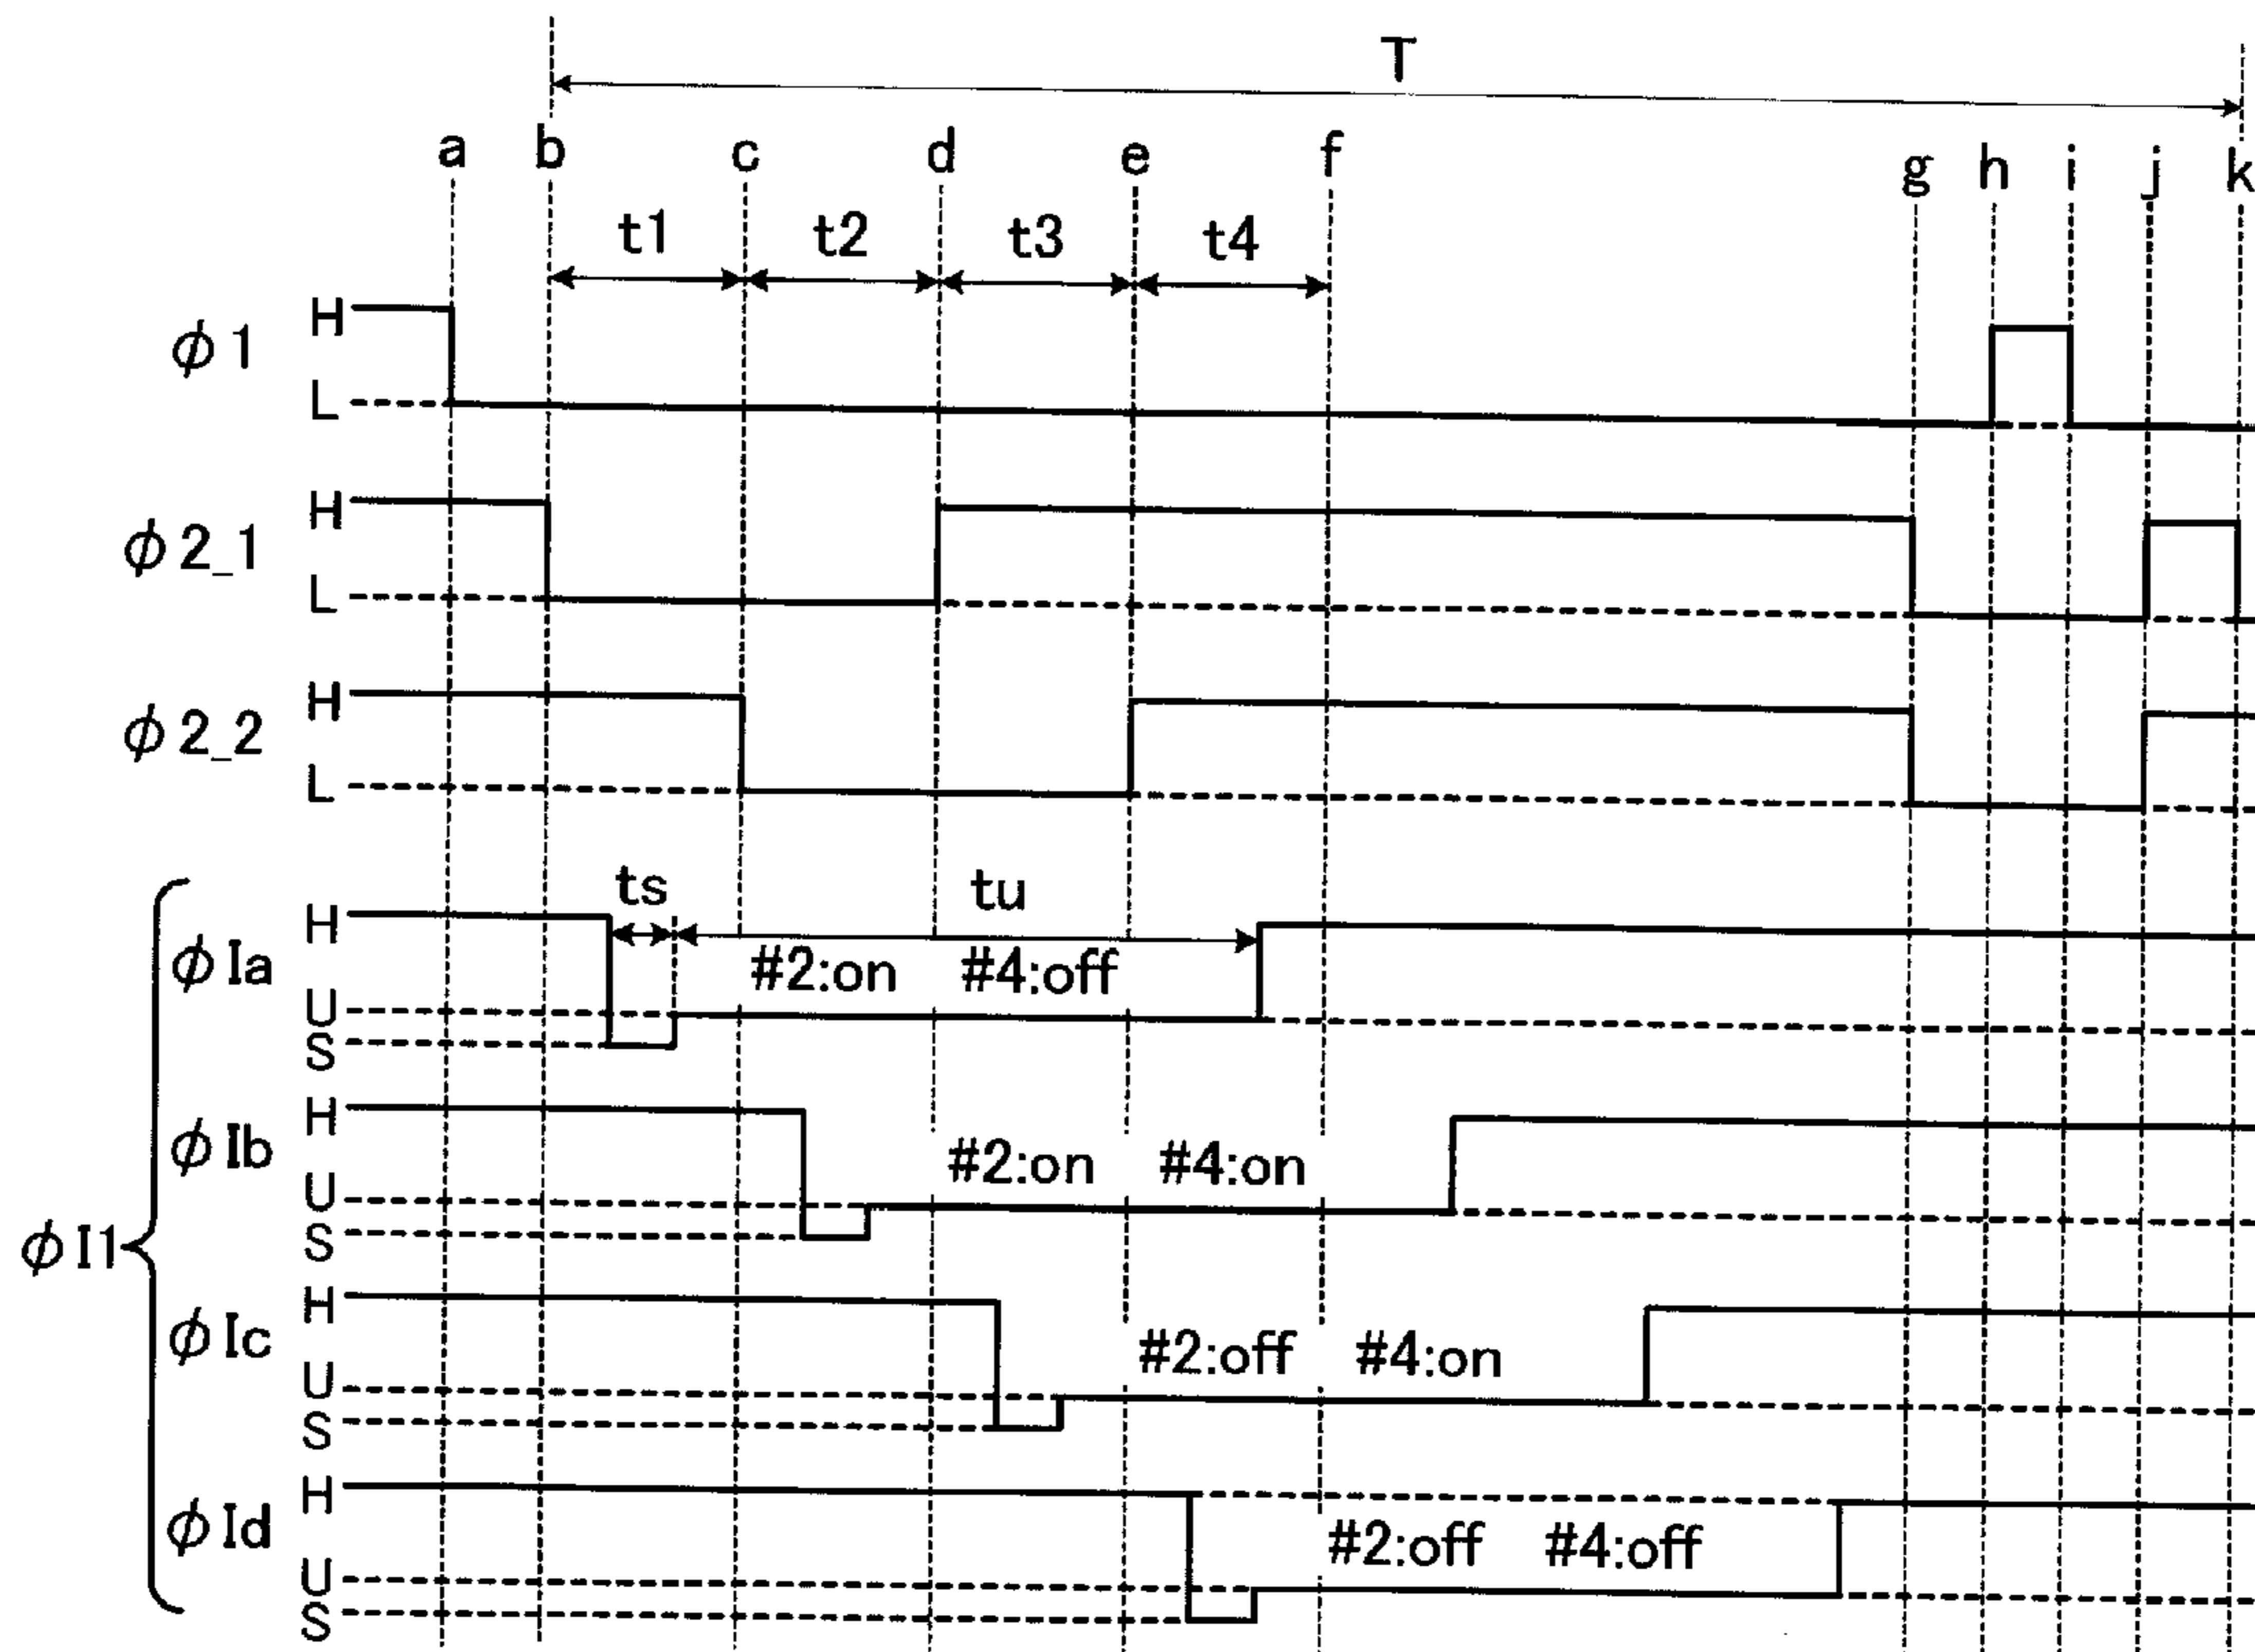 T
a b c d e f g h i j k
t1 t2 t3 t4
H
φ1
L
H
φ2_1
L
H
φ2_2
L
ts tu
H
φIa #2:on #4:off
U
S
H
φIb #2:on #4:on
U
S
φI1
H
φIc #2:off #4:on
U
S
H
φId #2:off #4:off
U
S